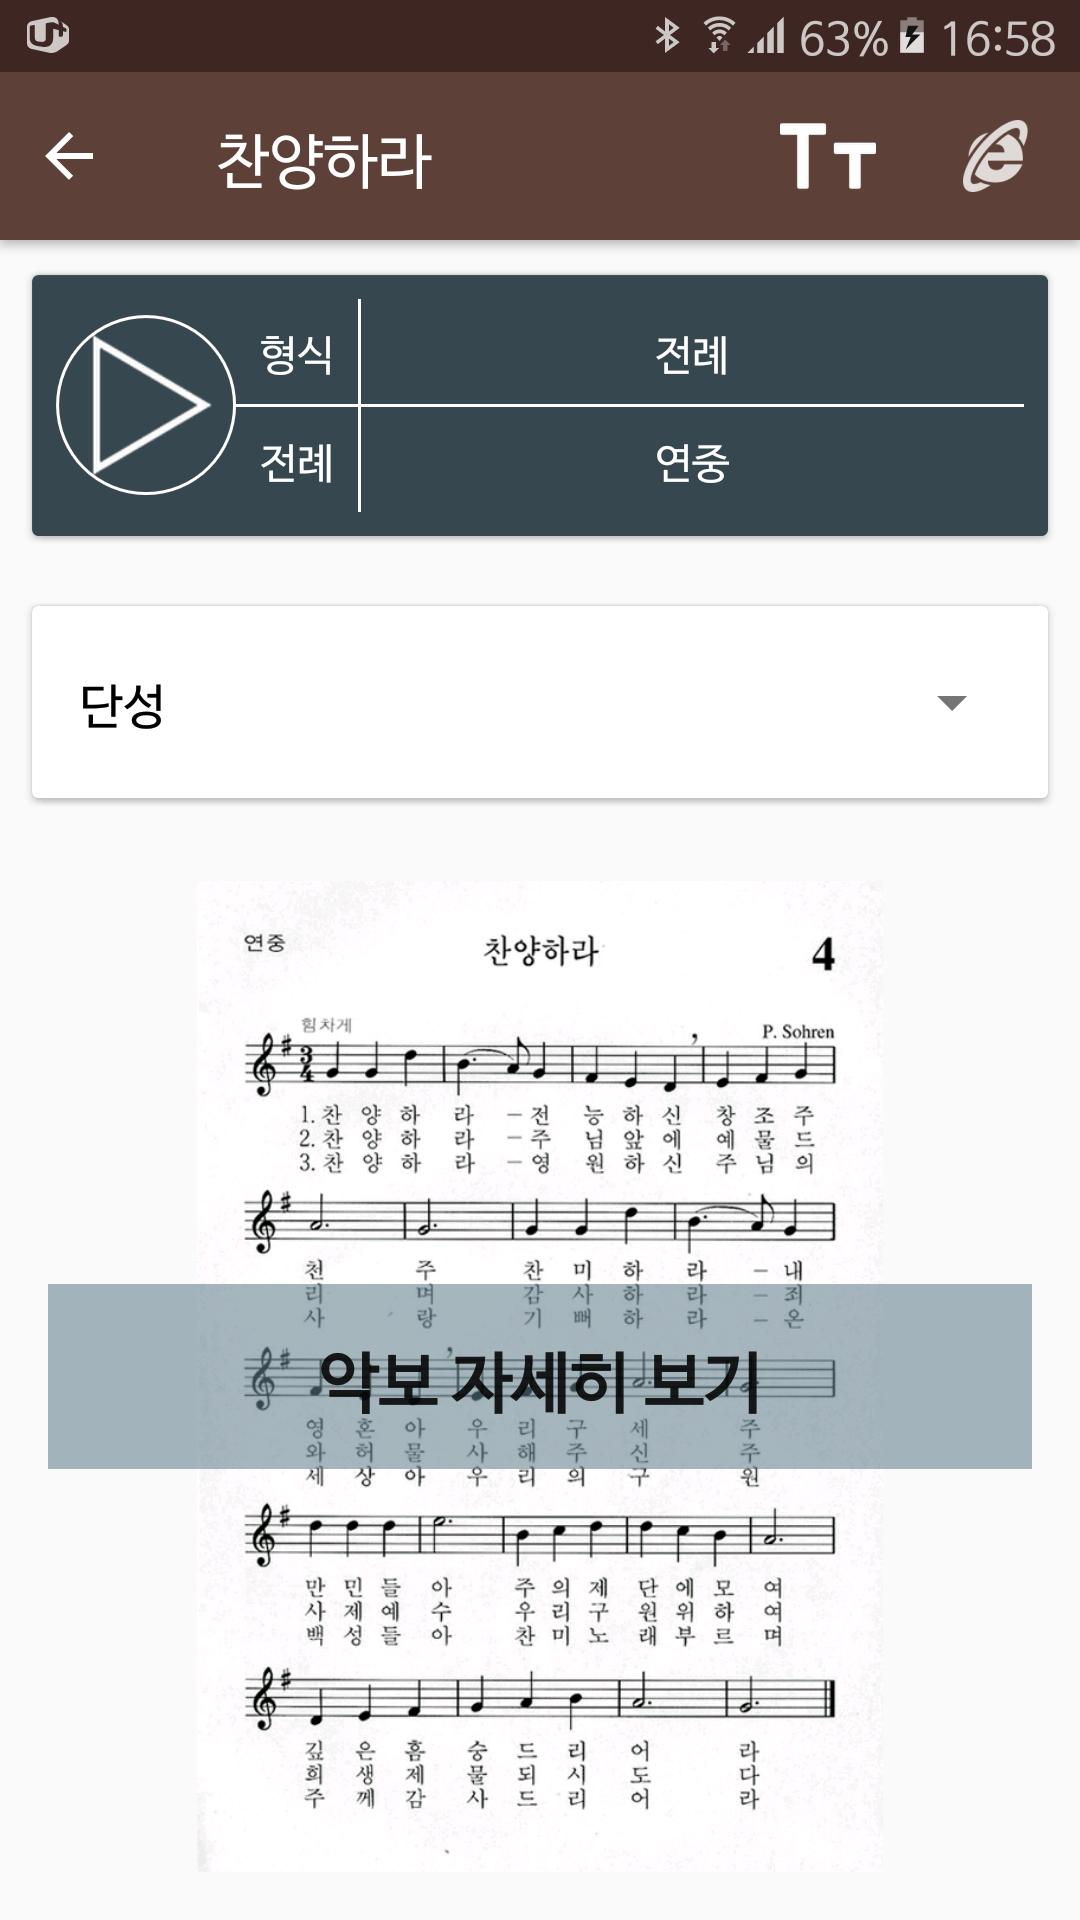 U+ 63% 16:58
찬양하라 TT
형식 전례
전례 연중
단성
연중 찬양하라 4
힘차게 P. Sohren
3
4
1. 찬 양 하 라 – 전 능 하 신 창 조 주
2. 찬 양 하 라 – 주 님 앞 에 예 물 드
3. 찬 양 하 라 – 영 원 하 신 주 님 의
천 주 찬 미 하 라 – 내
리 며 감 사 하 라 – 죄
사 랑 기 뻐 하 라 – 온
악보 자세히 보기
영 혼 아 우 리 구 세 주
와 허 물 사 해 주 신 주
세 상 아 우 리 의 구 원
만 민 들 아 주 의 제 단 에 모 여
사 제 예 수 우 리 구 원 위 하 여
백 성 들 아 찬 미 노 래 부 르 며
깊 은 흠 숭 드 리 어 라
희 생 제 물 되 시 도 다
주 께 감 사 드 리 어 라